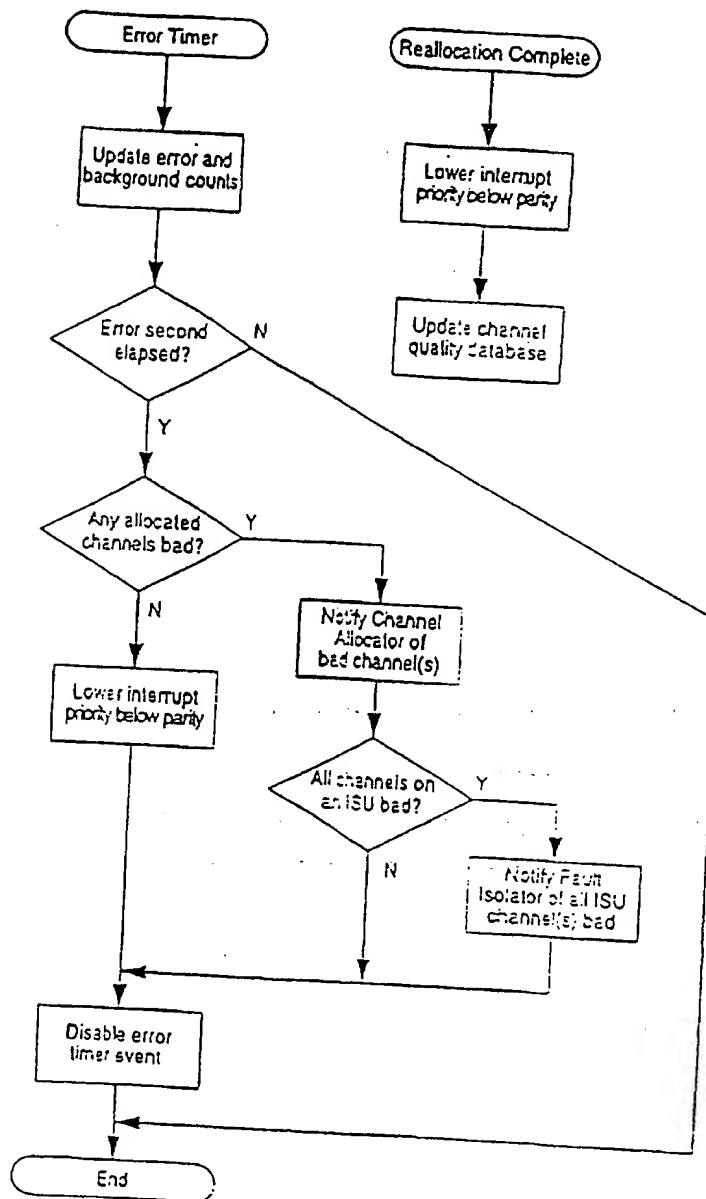 Error Timer
Reallocation Complete
Update error and
background counts
Lower interrupt
priority below parity
Error second
elapsed?
N
Update channel
quality database
Y
Any allocated
channels bad?
Y
N
Notify Channel
Allocator of
bad channel(s)
Lower interrupt
priority below parity
All channels on
an ISU bad?
Y
N
Notify Fault
Isolator of all ISU
channel(s) bad
Disable error
timer event
End